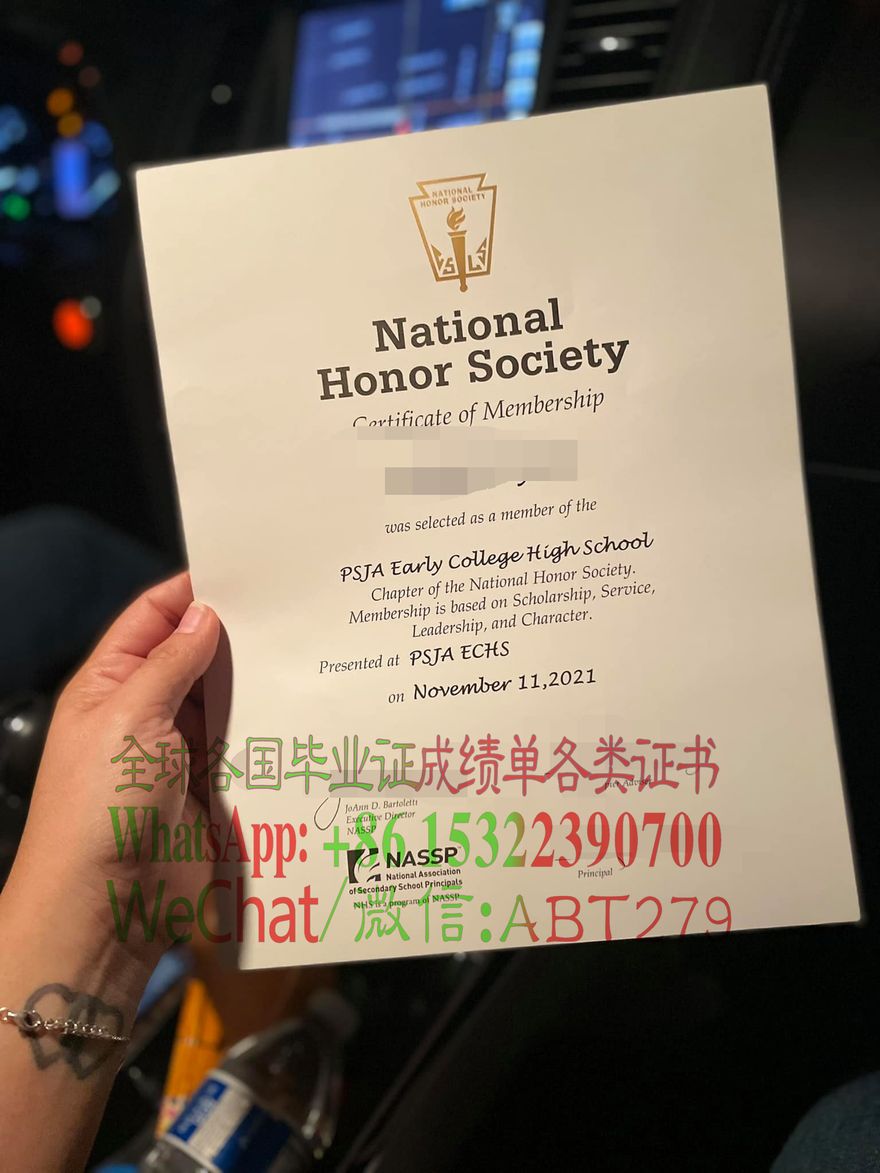 NATIONAL
HONOR SOCIETY
National
Honor Society
Certificate of Membership
was selected as a member of the
PSJA Early College High School
Chapter of the National Honor Society.
Membership is based on Scholarship, Service,
Leadership, and Character.
Presented at PSJA ECHS
on November 11,2021
全球各国毕业证成绩单各类证书
JoAnn D. Bartoletti
Executive Director
NASSP
WhatsApp: +86 15322390700
NASSP
National Association
of Secondary School Principals
Principal
NHS is a program of NASSP
WeChat/微信:ABT279